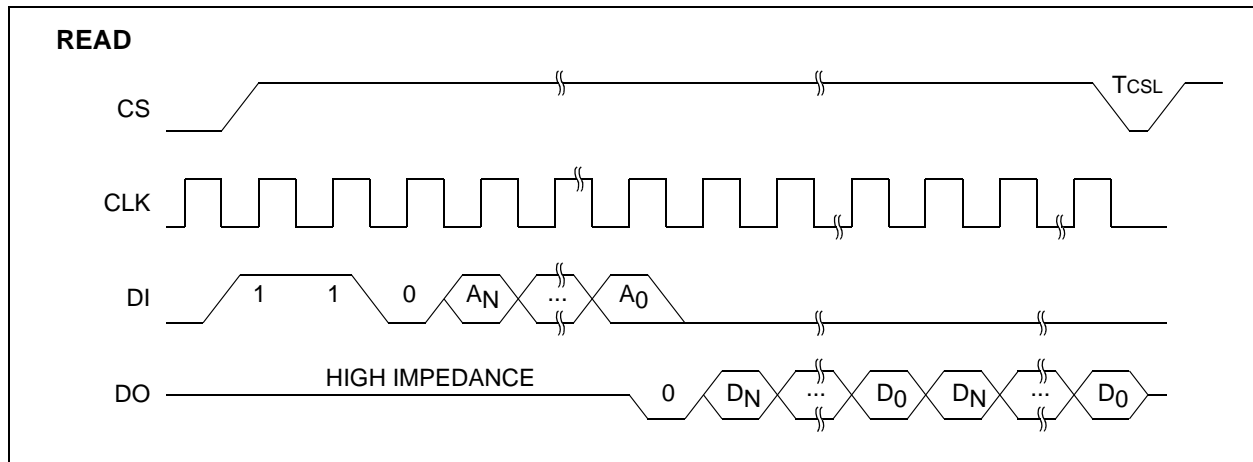 READ
CS
TCSL
CLK
DI 1 1 0 AN ... A0
HIGH IMPEDANCE
DO 0 DN ... D0 DN ... D0